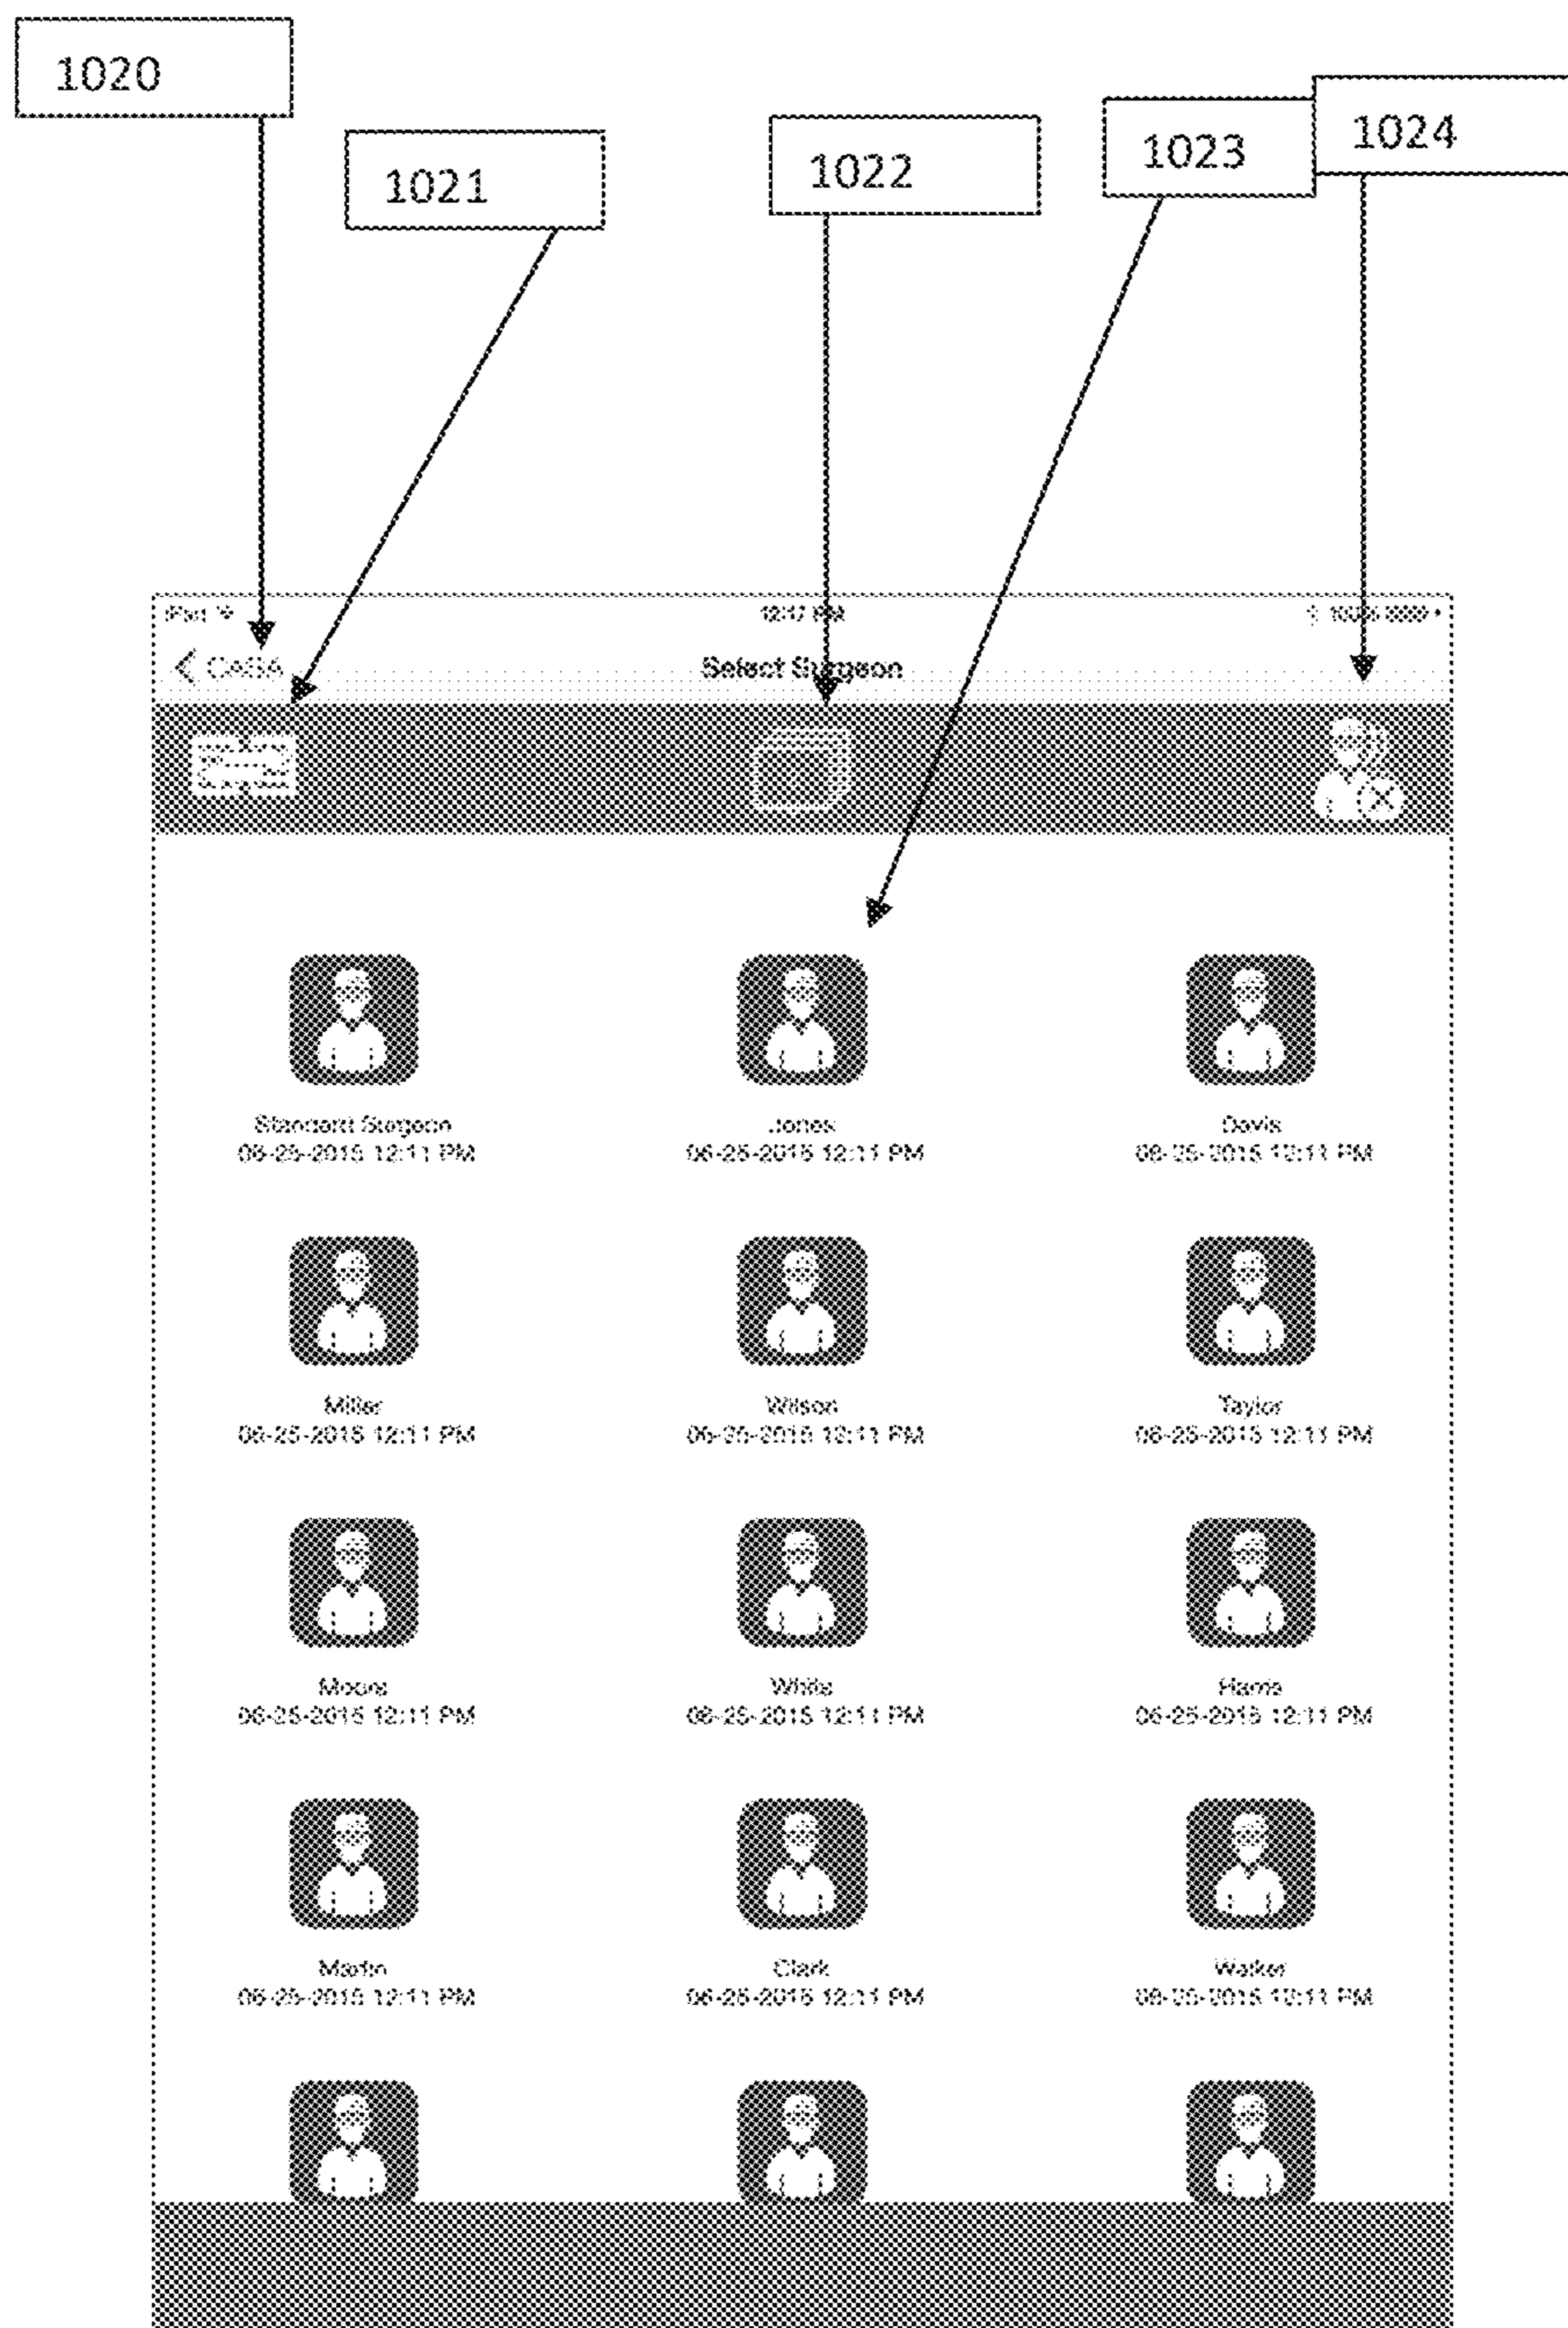 1020
1021
1022
1023
1024
iPad
12:17 PM
Select Surgeon
Standard Surgeon
Jones
Davis
06-25-2015 12:11 PM
06-25-2015 12:11 PM
06-25-2015 12:11 PM
Miller
Wilson
Taylor
06-25-2015 12:11 PM
06-25-2015 12:11 PM
06-25-2015 12:11 PM
Moore
White
Harris
06-25-2015 12:11 PM
06-25-2015 12:11 PM
06-25-2015 12:11 PM
Martin
Clark
Walker
06-25-2015 12:11 PM
06-25-2015 12:11 PM
06-25-2015 12:11 PM